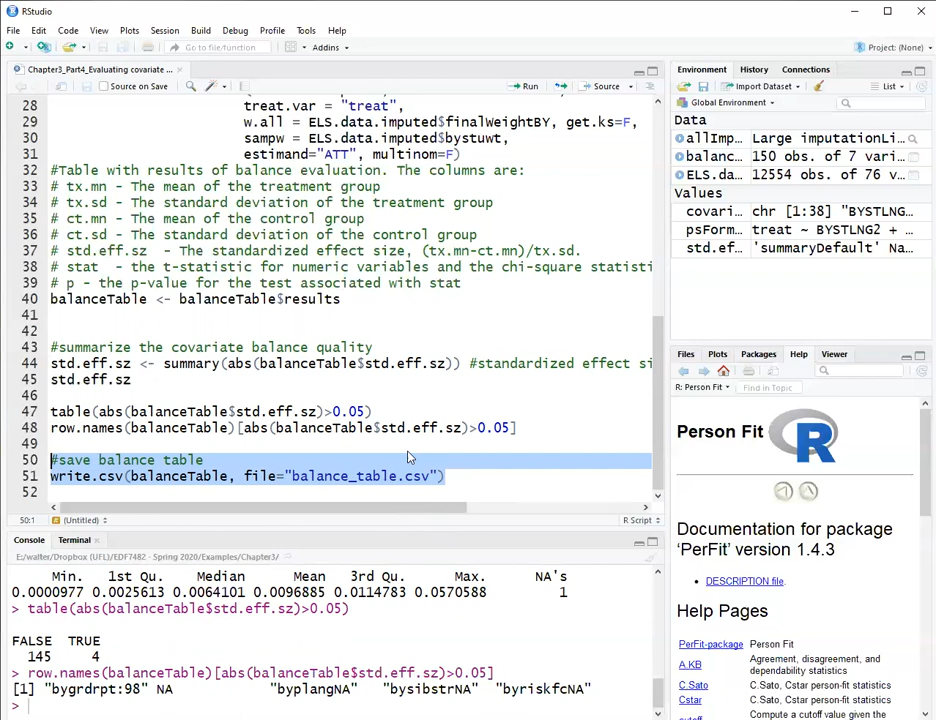 RStudio
File Edit Code View Plots Session Build Debug Profile Tools Help
Go to file/function Addins Project: (None)
Chapter3_Part4_Evaluating covariate ...
Source on Save Run Source
28 treat.var = "treat",
29 w.all = ELS.data.imputed$finalWeightBY, get.ks=F,
30 sampw = ELS.data.imputed$bystuwt,
31 estimand="ATT", multinom=F)
32 #Table with results of balance evaluation. The columns are:
33 # tx.mn - The mean of the treatment group
34 # tx.sd - The standard deviation of the treatment group
35 # ct.mn - The mean of the control group
36 # ct.sd - The standard deviation of the control group
37 # std.eff.sz - The standardized effect size, (tx.mn-ct.mn)/tx.sd.
38 # stat - the t-statistic for numeric variables and the chi-square statisti
39 # p - the p-value for the test associated with stat
40 balanceTable <- balanceTable$results
41
42
43 #summarize the covariate balance quality
44 std.eff.sz <- summary(abs(balanceTable$std.eff.sz)) #standardized effect si
45 std.eff.sz
46
47 table(abs(balanceTable$std.eff.sz)>0.05)
48 row.names(balanceTable)[abs(balanceTable$std.eff.sz)>0.05]
49
50 #save balance table
51 write.csv(balanceTable, file="balance_table.csv")
52
50:1 (Untitled) R Script
Console Terminal
E:/walter/Dropbox (UFL)/EDF7482 - Spring 2020/Examples/Chapter3/
Min. 1st Qu. Median Mean 3rd Qu. Max. NA's
0.0000977 0.0025613 0.0064101 0.0096885 0.0114783 0.0570588 1
> table(abs(balanceTable$std.eff.sz)>0.05)
FALSE TRUE
145 4
> row.names(balanceTable)[abs(balanceTable$std.eff.sz)>0.05]
[1] "bygrdrpt:98" NA "byplangNA" "bysibstrNA" "byriskfcNA"
>
Environment History Connections
Import Dataset List
Global Environment
Data
allImp... Large imputationLi...
balanc... 150 obs. of 7 vari...
ELS.da... 12554 obs. of 76 v...
Values
covari... chr [1:38] "BYSTLNG...
psForm... treat ~ BYSTLNG2 + ...
std.ef... 'summaryDefault' Na...
Files Plots Packages Help Viewer
R: Person Fit Find in Topic
Person Fit
Documentation for package
‘PerFit’ version 1.4.3
DESCRIPTION file.
Help Pages
PerFit-package Person Fit
A.KB Agreement, disagreement, and
dependability statistics
C.Sato C.Sato, Cstar person-fit statistics
Cstar C.Sato, Cstar person-fit statistics
cutoff Compute a cutoff value given the